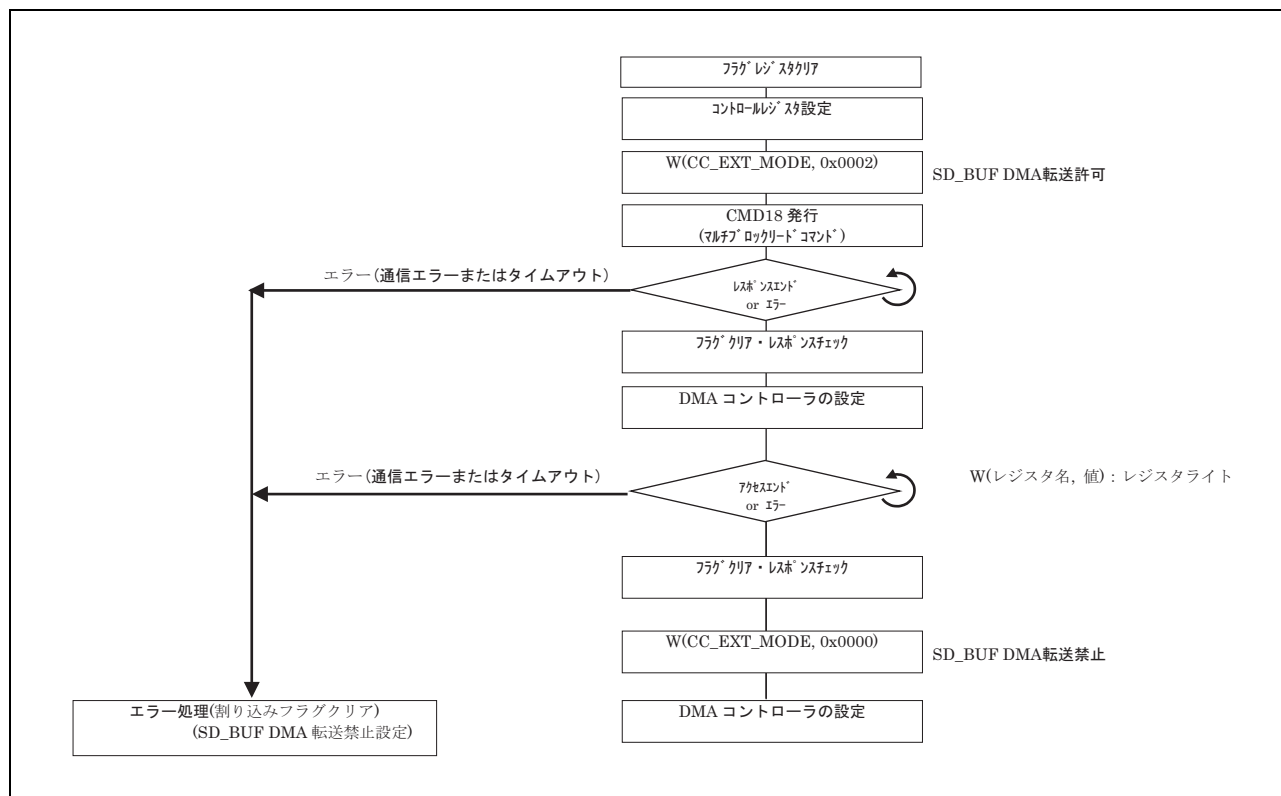 ﾌﾗｸﾞﾚｼﾞｽﾀｸﾘｱ
ｺﾝﾄﾛｰﾙﾚｼﾞｽﾀ設定
W(CC_EXT_MODE, 0x0002)
SD_BUF DMA転送許可
CMD18 発行
(ﾏﾙﾁﾌﾞﾛｯｸﾘｰﾄﾞｺﾏﾝﾄﾞ)
エラー(通信エラーまたはタイムアウト)
ﾚｽﾎﾟﾝｽｴﾝﾄﾞ
or ｴﾗｰ
ﾌﾗｸﾞｸﾘｱ・ﾚｽﾎﾟﾝｽﾁｪｯｸ
DMA コントローラの設定
エラー(通信エラーまたはタイムアウト)
ｱｸｾｽｴﾝﾄﾞ
or ｴﾗｰ
W(レジスタ名, 値) : レジスタライト
ﾌﾗｸﾞｸﾘｱ・ﾚｽﾎﾟﾝｽﾁｪｯｸ
W(CC_EXT_MODE, 0x0000)
SD_BUF DMA転送禁止
エラー処理(割り込みフラグクリア)
(SD_BUF DMA 転送禁止設定)
DMA コントローラの設定